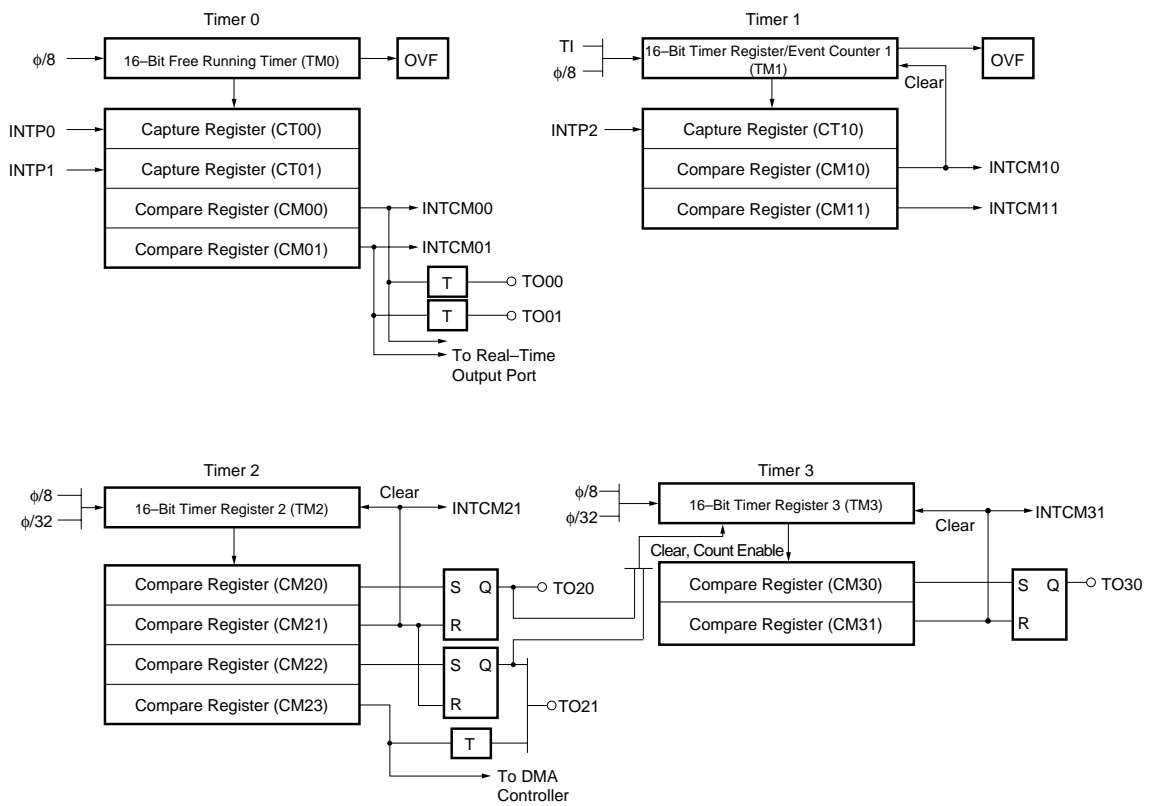 Timer 0
ϕ/8
16–Bit Free Running Timer (TM0)
OVF
INTP0
Capture Register (CT00)
INTP1
Capture Register (CT01)
Compare Register (CM00)
INTCM00
Compare Register (CM01)
INTCM01
T
TO00
T
TO01
To Real–Time
Output Port
Timer 1
TI
ϕ/8
16–Bit Timer Register/Event Counter 1
(TM1)
OVF
Clear
INTP2
Capture Register (CT10)
Compare Register (CM10)
INTCM10
Compare Register (CM11)
INTCM11
Timer 2
ϕ/8
ϕ/32
16–Bit Timer Register 2 (TM2)
Clear
INTCM21
Compare Register (CM20)
Compare Register (CM21)
Compare Register (CM22)
Compare Register (CM23)
S Q
R
TO20
S Q
R
TO21
T
To DMA
Controller
Timer 3
ϕ/8
ϕ/32
16–Bit Timer Register 3 (TM3)
Clear
INTCM31
Clear, Count Enable
Compare Register (CM30)
Compare Register (CM31)
S Q
R
TO30